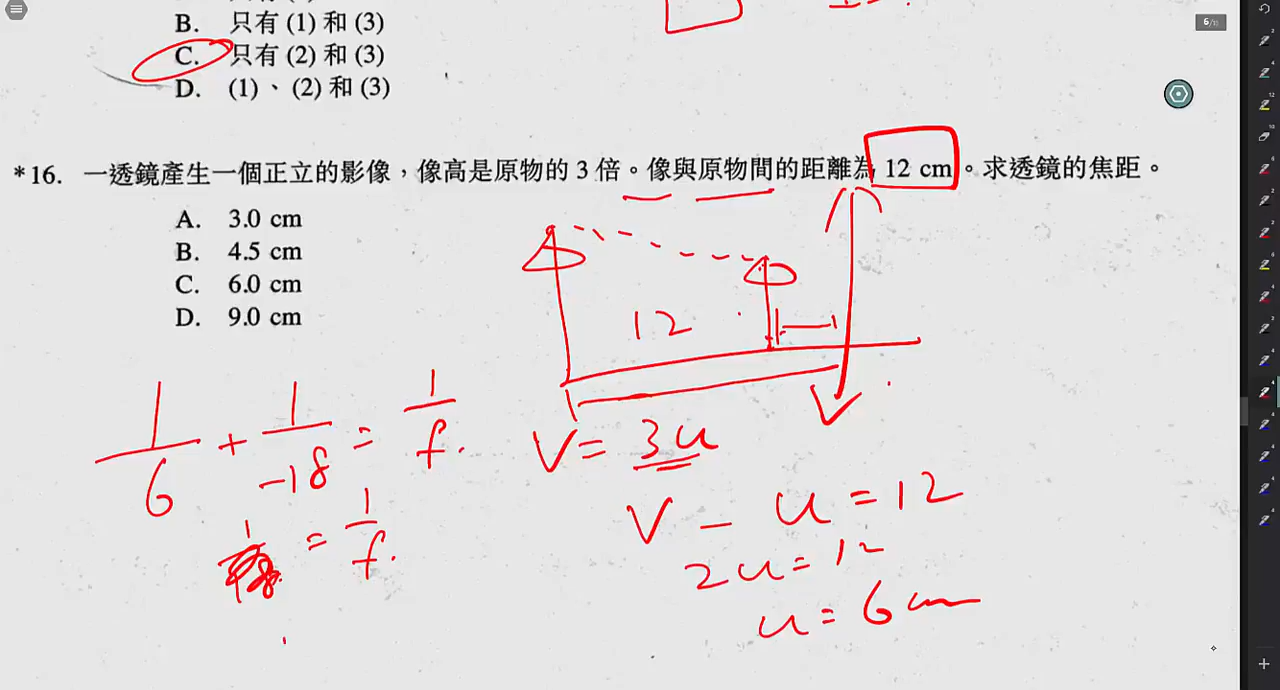 B. 只有 (1) 和 (3)
C. 只有 (2) 和 (3)
D. (1)、(2) 和 (3)
6/15
*16. 一透鏡產生一個正立的影像，像高是原物的 3 倍。像與原物間的距離為 12 cm。求透鏡的焦距。
A. 3.0 cm
B. 4.5 cm
C. 6.0 cm
D. 9.0 cm
12
1/6 + 1/-18 = 1/f.
= 1/f.
V = 3u
V - u = 12
2u = 12
u = 6 cm